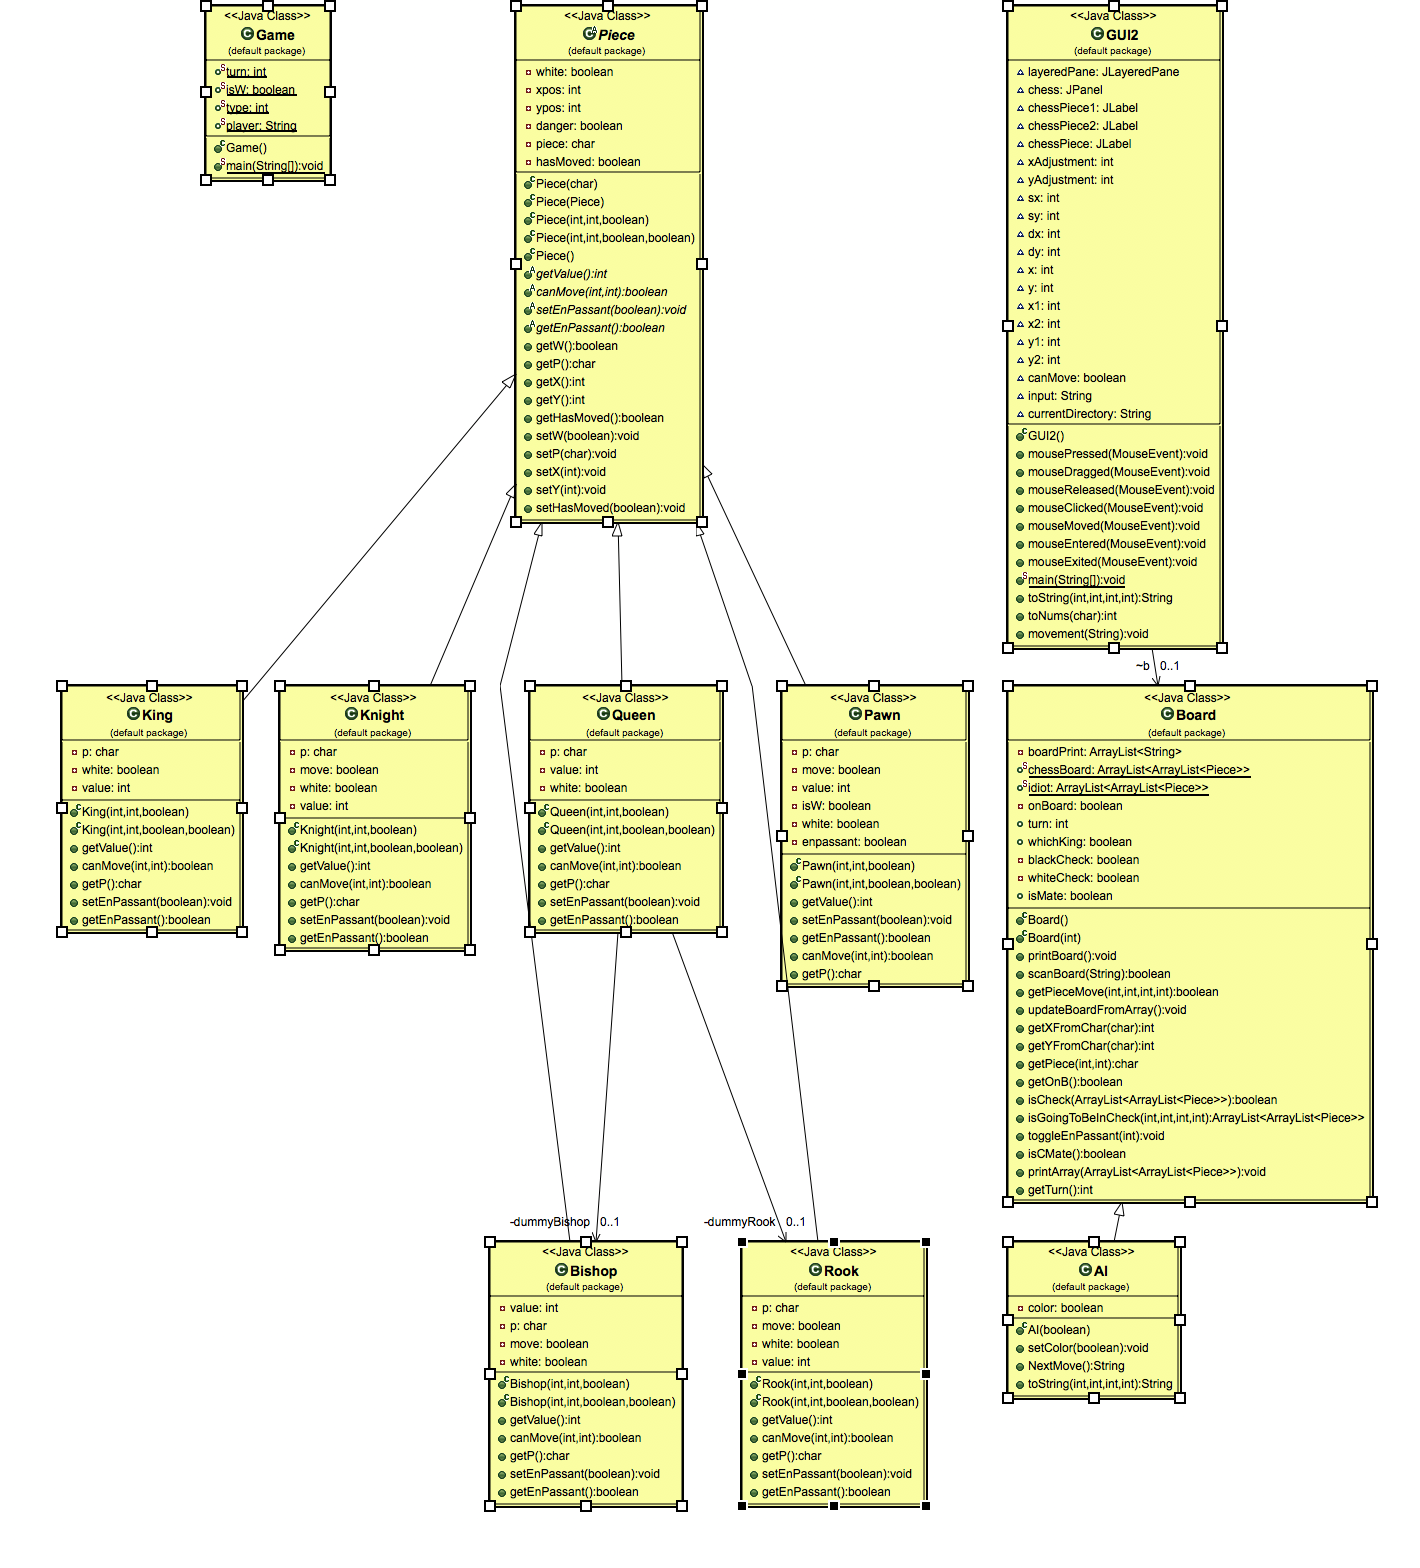 <<Java Class>>
Game
(default package)
turn: int
isW: boolean
type: int
player: String
Game()
main(String[]):void
<<Java Class>>
Piece
(default package)
white: boolean
xpos: int
ypos: int
danger: boolean
piece: char
hasMoved: boolean
Piece(char)
Piece(Piece)
Piece(int,int,boolean)
Piece(int,int,boolean,boolean)
Piece()
getValue():int
canMove(int,int):boolean
setEnPassant(boolean):void
getEnPassant():boolean
getW():boolean
getP():char
getX():int
getY():int
getHasMoved():boolean
setW(boolean):void
setP(char):void
setX(int):void
setY(int):void
setHasMoved(boolean):void
<<Java Class>>
GUI2
(default package)
layeredPane: JLayeredPane
chess: JPanel
chessPiece1: JLabel
chessPiece2: JLabel
chessPiece: JLabel
xAdjustment: int
yAdjustment: int
sx: int
sy: int
dx: int
dy: int
x: int
y: int
x1: int
x2: int
y1: int
y2: int
canMove: boolean
input: String
currentDirectory: String
GUI2()
mousePressed(MouseEvent):void
mouseDragged(MouseEvent):void
mouseReleased(MouseEvent):void
mouseClicked(MouseEvent):void
mouseMoved(MouseEvent):void
mouseEntered(MouseEvent):void
mouseExited(MouseEvent):void
main(String[]):void
toString(int,int,int,int):String
toNums(char):int
movement(String):void
~b 0..1
<<Java Class>>
King
(default package)
p: char
white: boolean
value: int
King(int,int,boolean)
King(int,int,boolean,boolean)
getValue():int
canMove(int,int):boolean
getP():char
setEnPassant(boolean):void
getEnPassant():boolean
<<Java Class>>
Knight
(default package)
p: char
move: boolean
white: boolean
value: int
Knight(int,int,boolean)
Knight(int,int,boolean,boolean)
getValue():int
canMove(int,int):boolean
getP():char
setEnPassant(boolean):void
getEnPassant():boolean
<<Java Class>>
Queen
(default package)
p: char
value: int
white: boolean
Queen(int,int,boolean)
Queen(int,int,boolean,boolean)
getValue():int
canMove(int,int):boolean
getP():char
setEnPassant(boolean):void
getEnPassant():boolean
<<Java Class>>
Pawn
(default package)
p: char
move: boolean
value: int
isW: boolean
white: boolean
enpassant: boolean
Pawn(int,int,boolean)
Pawn(int,int,boolean,boolean)
getValue():int
setEnPassant(boolean):void
getEnPassant():boolean
canMove(int,int):boolean
getP():char
<<Java Class>>
Board
(default package)
boardPrint: ArrayList<String>
chessBoard: ArrayList<ArrayList<Piece>>
idiot: ArrayList<ArrayList<Piece>>
onBoard: boolean
turn: int
whichKing: boolean
blackCheck: boolean
whiteCheck: boolean
isMate: boolean
Board()
Board(int)
printBoard():void
scanBoard(String):boolean
getPieceMove(int,int,int,int):boolean
updateBoardFromArray():void
getXFromChar(char):int
getYFromChar(char):int
getPiece(int,int):char
getOnB():boolean
isCheck(ArrayList<ArrayList<Piece>>):boolean
isGoingToBeInCheck(int,int,int,int):ArrayList<ArrayList<Piece>>
toggleEnPassant(int):void
isCMate():boolean
printArray(ArrayList<ArrayList<Piece>>):void
getTurn():int
-dummyBishop 0..1
-dummyRook 0..1
<<Java Class>>
Bishop
(default package)
value: int
p: char
move: boolean
white: boolean
Bishop(int,int,boolean)
Bishop(int,int,boolean,boolean)
getValue():int
canMove(int,int):boolean
getP():char
setEnPassant(boolean):void
getEnPassant():boolean
<<Java Class>>
Rook
(default package)
p: char
move: boolean
white: boolean
value: int
Rook(int,int,boolean)
Rook(int,int,boolean,boolean)
getValue():int
canMove(int,int):boolean
getP():char
setEnPassant(boolean):void
getEnPassant():boolean
<<Java Class>>
AI
(default package)
color: boolean
AI(boolean)
setColor(boolean):void
NextMove():String
toString(int,int,int,int):String